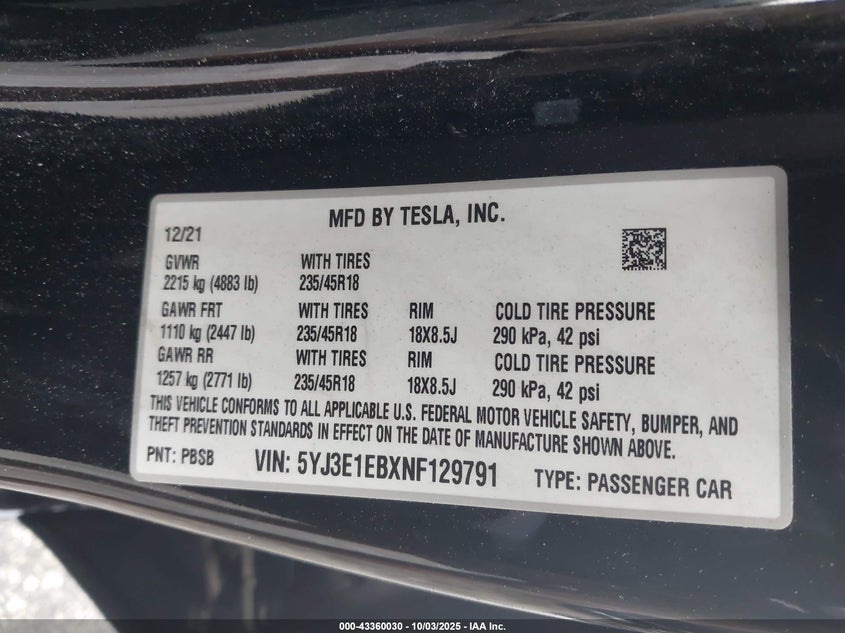 MFD BY TESLA, INC.
12/21
GVWR WITH TIRES
2215 kg (4883 lb) 235/45R18
GAWR FRT WITH TIRES RIM COLD TIRE PRESSURE
1110 kg (2447 lb) 235/45R18 18X8.5J 290 kPa, 42 psi
GAWR RR WITH TIRES RIM COLD TIRE PRESSURE
1257 kg (2771 lb) 235/45R18 18X8.5J 290 kPa, 42 psi
THIS VEHICLE CONFORMS TO ALL APPLICABLE U.S. FEDERAL MOTOR VEHICLE SAFETY, BUMPER, AND
THEFT PREVENTION STANDARDS IN EFFECT ON THE DATE OF MANUFACTURE SHOWN ABOVE.
PNT: PBSB VIN: 5YJ3E1EBXNF129791 TYPE: PASSENGER CAR
000-43360030 - 10/03/2025 - IAA Inc.